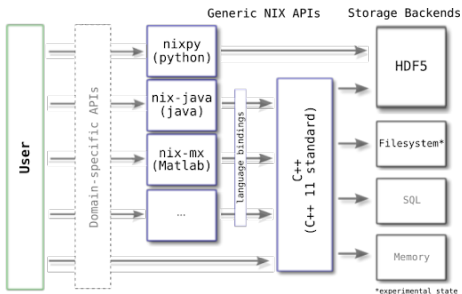 Generic NIX APIs
Storage Backends
User
Domain-specific APIs
nixpy
(python)
nix-java
(java)
nix-mx
(Matlab)
...
language bindings
C++
(C++ 11 standard)
HDF5
Filesystem*
SQL
Memory
*experimental state